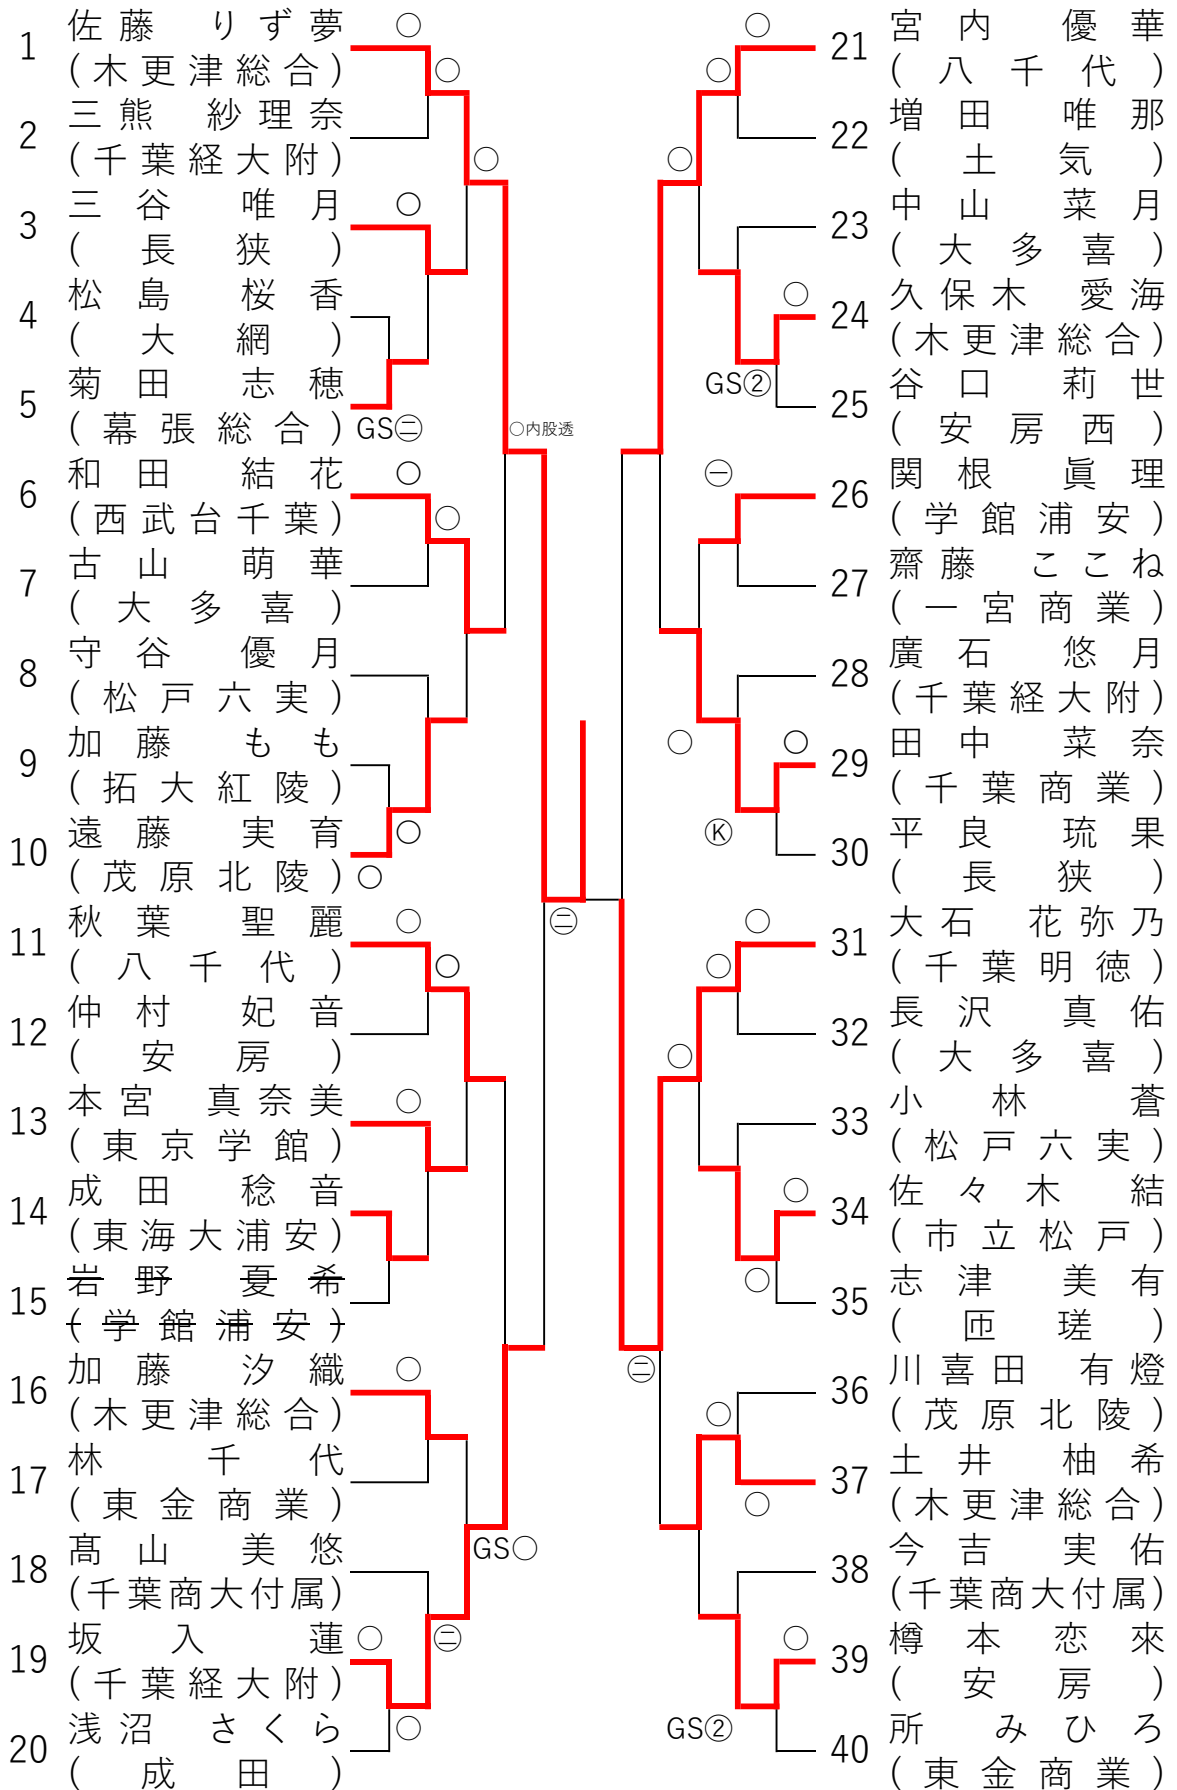 1 佐藤 りず夢 ○
(木更津総合) ○
2 三熊 紗理奈
(千葉経大附) ○
3 三谷 唯月 ○
(長狭)
4 松島 桜香
(大網)
5 菊田 志穂
(幕張総合) GS㊁
○内股透
6 和田 結花 ○
(西武台千葉) ○
7 古山 萌華
(大多喜)
8 守谷 優月
(松戸六実)
9 加藤 もも
(拓大紅陵)
10 遠藤 実育 ○
(茂原北陵) ○
11 秋葉 聖麗 ○
(八千代) ○
12 仲村 妃音
(安房)
13 本宮 真奈美 ○
(東京学館)
14 成田 稔音
(東海大浦安)
15 岩野 夏希
(学館浦安)
16 加藤 汐織 ○
(木更津総合)
17 林 千代
(東金商業)
GS○
18 髙山 美悠
(千葉商大付属)
19 坂入 蓮 ○ ㊁
(千葉経大附)
20 浅沼 さくら ○
(成田)
㊁
○ 21 宮内 優華
○ (八千代)
22 増田 唯那
○ (土気)
23 中山 菜月
(大多喜)
○ 24 久保木 愛海
(木更津総合)
GS② 25 谷口 莉世
(安房西)
㊀ 26 関根 眞理
(学館浦安)
27 齋藤 ここね
(一宮商業)
28 廣石 悠月
(千葉経大附)
○ ○ 29 田中 菜奈
(千葉商業)
Ⓚ 30 平良 琉果
(長狭)
○ 31 大石 花弥乃
○ (千葉明徳)
32 長沢 真佑
○ (大多喜)
33 小林 蒼
(松戸六実)
○ 34 佐々木 結
(市立松戸)
○ 35 志津 美有
(匝瑳)
㊁
36 川喜田 有燈
○ (茂原北陵)
37 土井 柚希
○ (木更津総合)
38 今吉 実佑
(千葉商大付属)
○ 39 樽本 恋來
(安房)
GS② 40 所 みひろ
(東金商業)